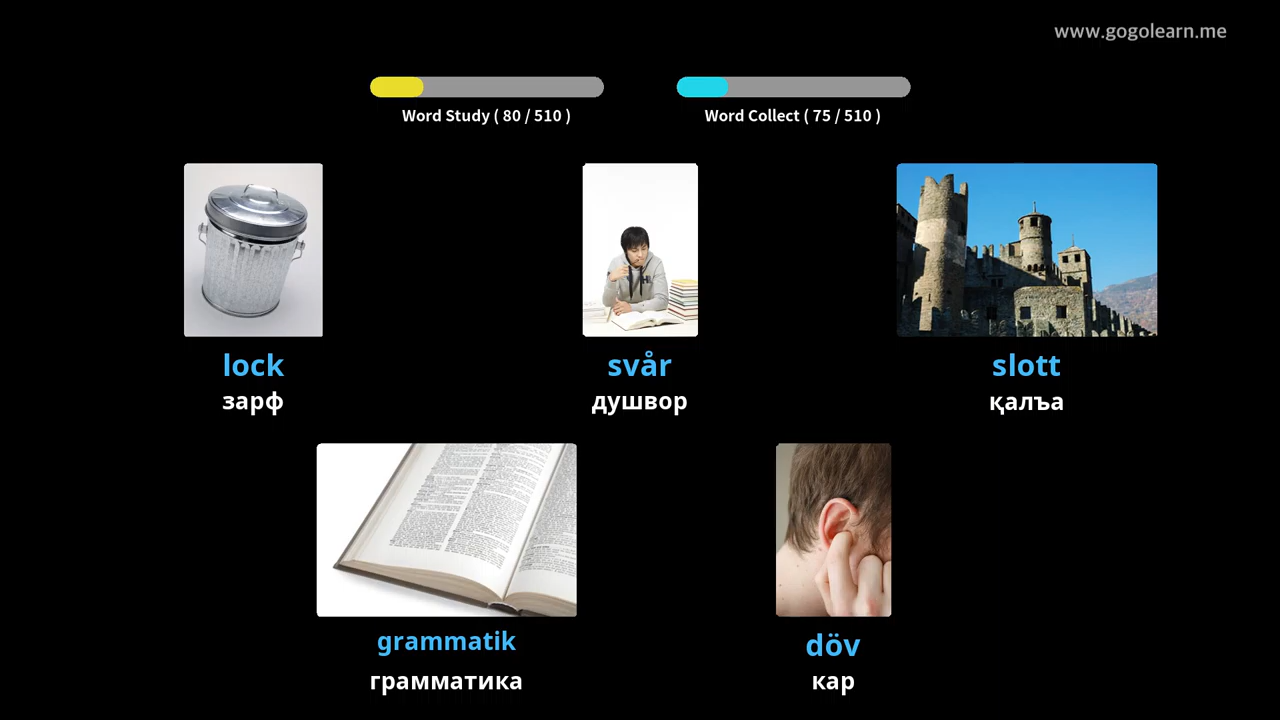 www.gogolearn.me
Word Study ( 80 / 510 )
Word Collect ( 75 / 510 )
lock
зарф
svår
душвор
slott
қалъа
grammatik
грамматика
döv
кар